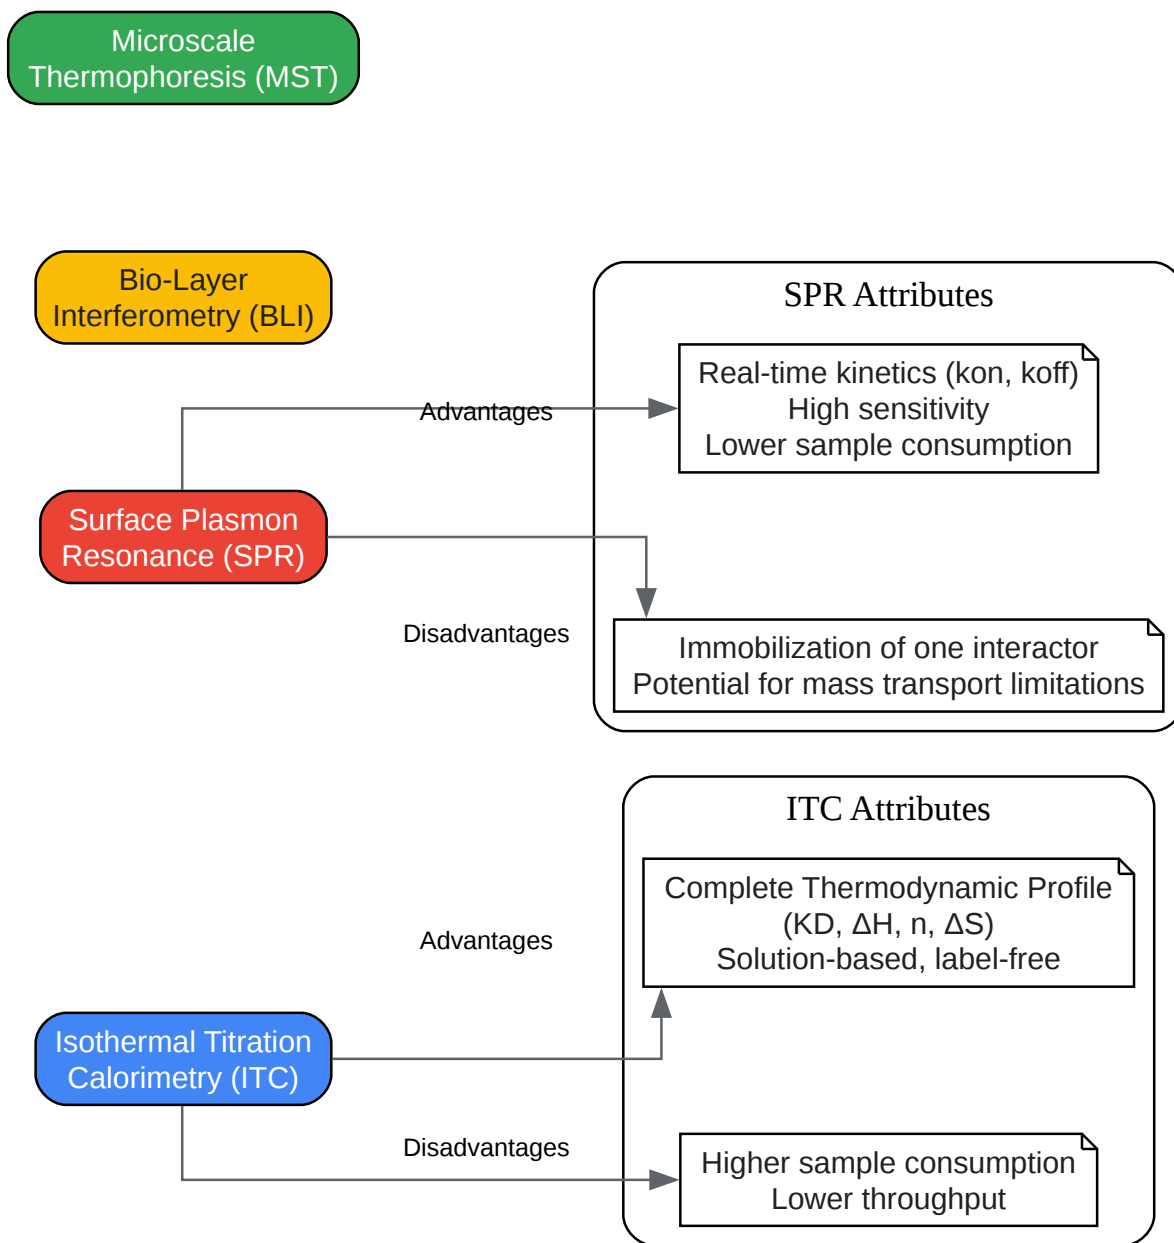 Microscale
Thermophoresis (MST)
Bio-Layer
Interferometry (BLI)
SPR Attributes
Real-time kinetics (kon, koff)
High sensitivity
Lower sample consumption
Advantages
Surface Plasmon
Resonance (SPR)
Disadvantages
Immobilization of one interactor
Potential for mass transport limitations
ITC Attributes
Complete Thermodynamic Profile
(KD, ΔH, n, ΔS)
Solution-based, label-free
Advantages
Isothermal Titration
Calorimetry (ITC)
Disadvantages
Higher sample consumption
Lower throughput